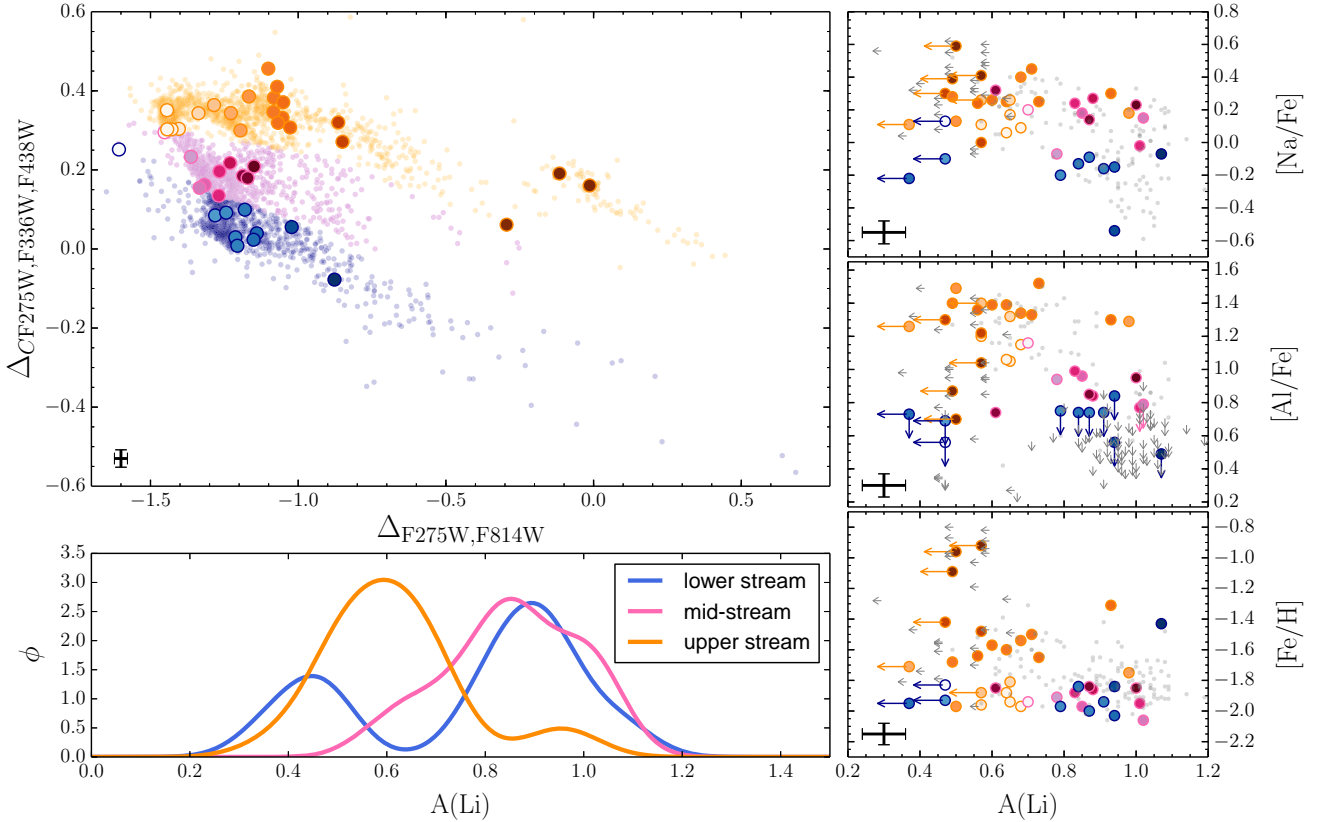 0.6
0.4
0.2
0.0
−0.2
−0.4
−0.6
Δ_CF275W,F336W,F438W
−1.5 −1.0 −0.5 0.0 0.5
Δ_F275W,F814W
3.5
3.0
2.5
2.0
1.5
1.0
0.5
0.0
ϕ
lower stream
mid-stream
upper stream
0.0 0.2 0.4 0.6 0.8 1.0 1.2 1.4
A(Li)
0.8
0.6
0.4
0.2
0.0
−0.2
−0.4
−0.6
[Na/Fe]
1.6
1.4
1.2
1.0
0.8
0.6
0.4
0.2
[Al/Fe]
−0.8
−1.0
−1.2
−1.4
−1.6
−1.8
−2.0
−2.2
[Fe/H]
0.2 0.4 0.6 0.8 1.0 1.2
A(Li)